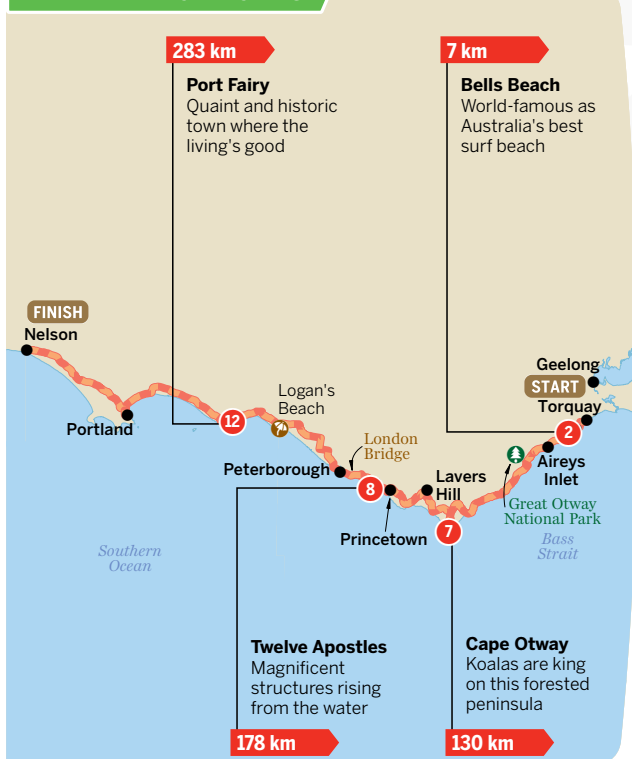 283 km
Port Fairy
Quaint and historic
town where the
living's good
7 km
Bells Beach
World-famous as
Australia's best
surf beach
FINISH
Nelson
Portland
12
Logan's
Beach
Peterborough
London
Bridge
8
Princetown
Lavers
Hill
7
Geelong
START
Torquay
2
Aireys
Inlet
Great Otway
National Park
Southern
Ocean
Bass
Strait
Twelve Apostles
Magnificent
structures rising
from the water
178 km
Cape Otway
Koalas are king
on this forested
peninsula
130 km